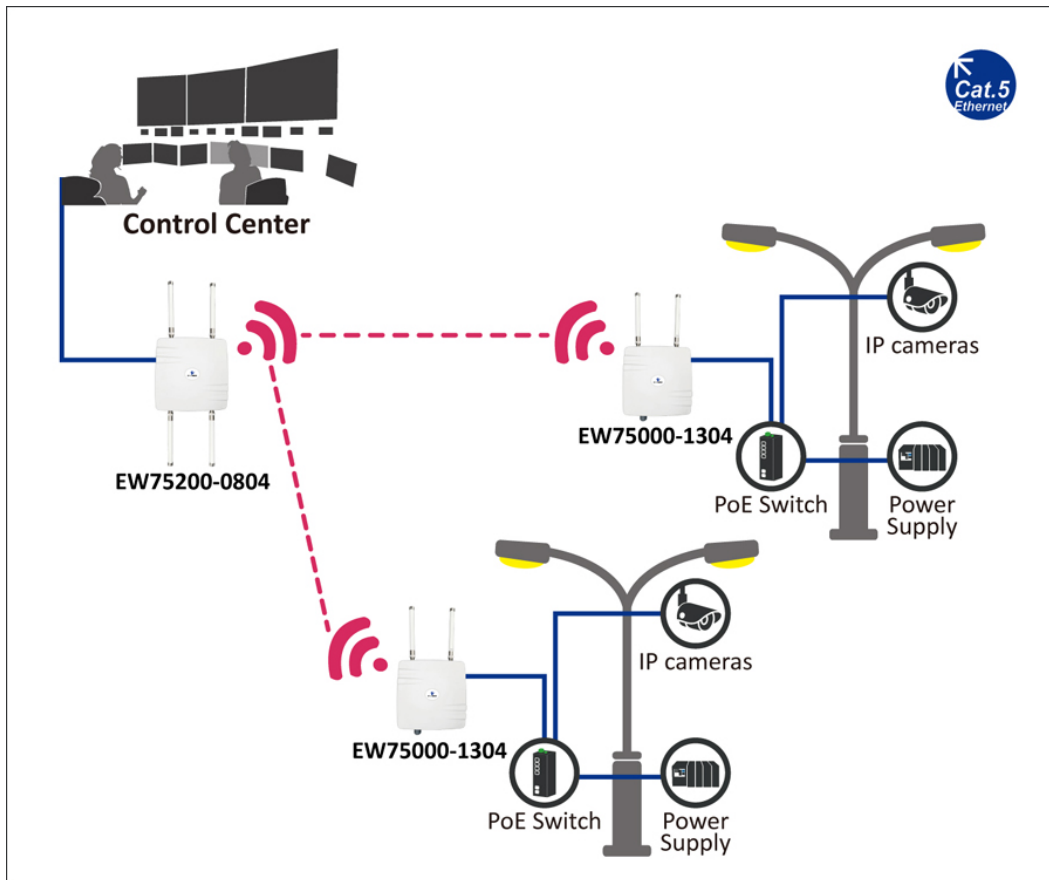 Cat.5
Ethernet
Control Center
IP cameras
EW75000-1304
EW75200-0804
PoE Switch
Power
Supply
IP cameras
EW75000-1304
PoE Switch
Power
Supply